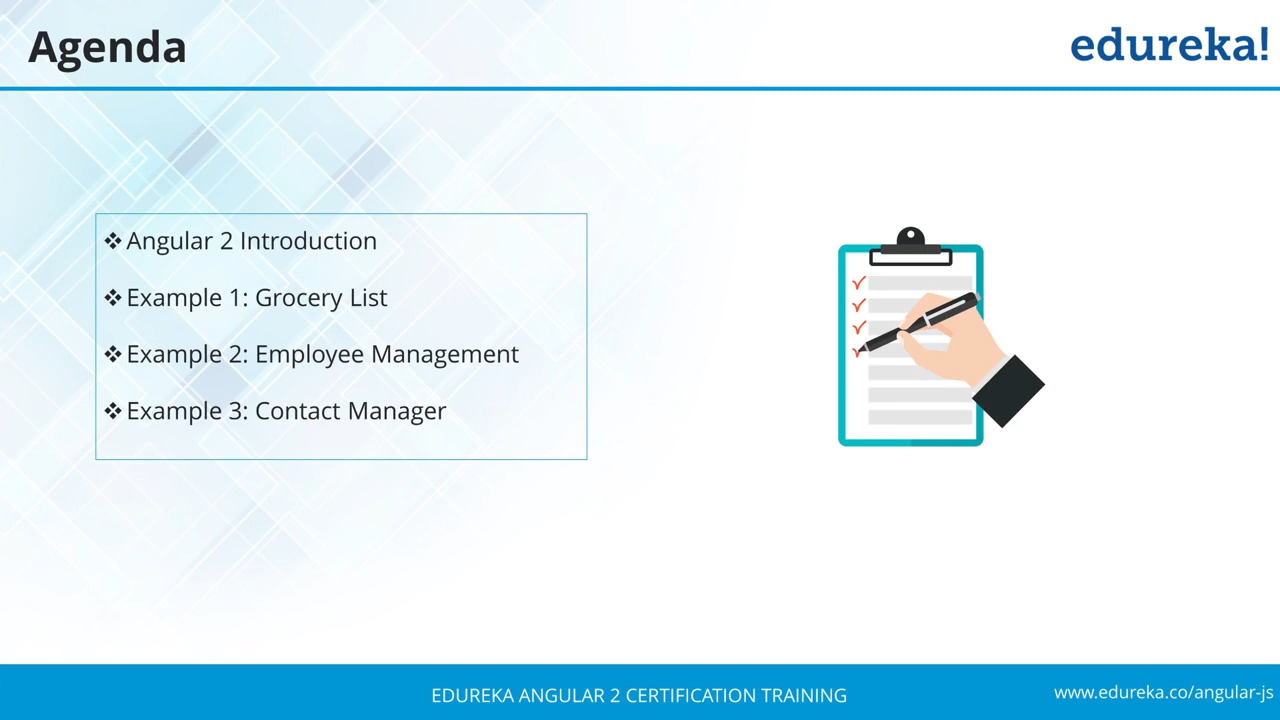 Agenda
edureka!
❖ Angular 2 Introduction
❖ Example 1: Grocery List
❖ Example 2: Employee Management
❖ Example 3: Contact Manager
EDUREKA ANGULAR 2 CERTIFICATION TRAINING
www.edureka.co/angular-js